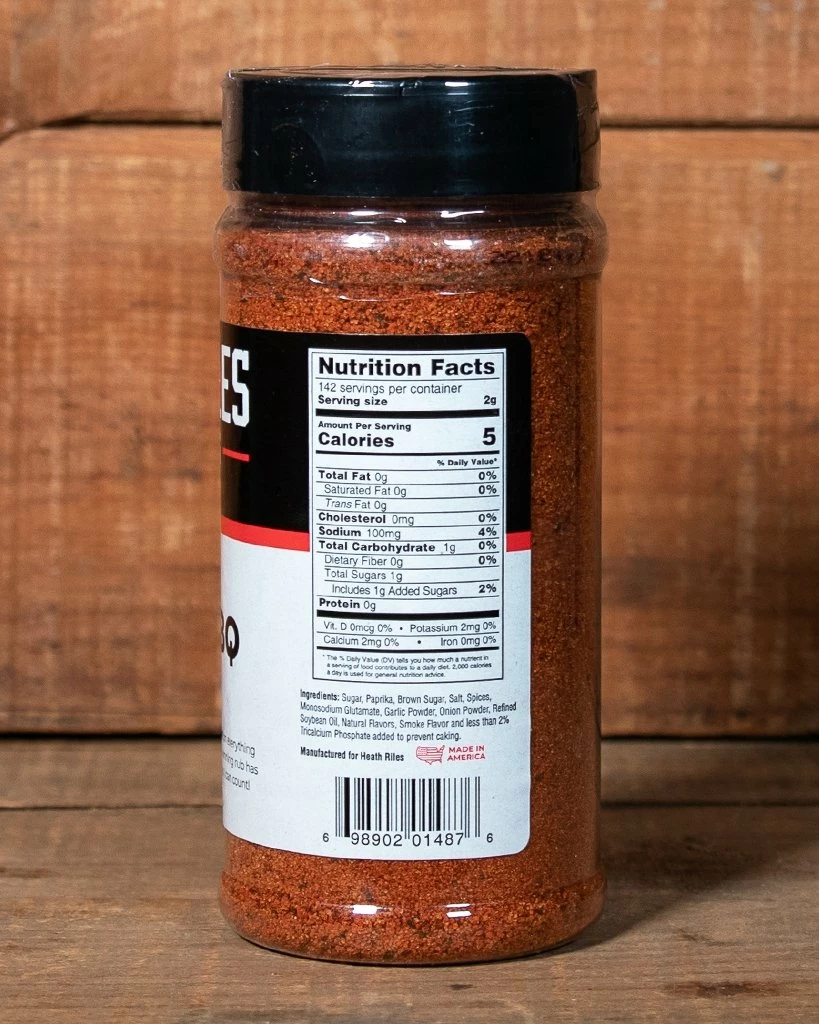 ES
Nutrition Facts
142 servings per container
Serving size 2g
Amount Per Serving
Calories 5
% Daily Value*
Total Fat 0g 0%
Saturated Fat 0g 0%
Trans Fat 0g
Cholesterol 0mg 0%
Sodium 100mg 4%
Total Carbohydrate 1g 0%
Dietary Fiber 0g 0%
Total Sugars 1g
Includes 1g Added Sugars 2%
Protein 0g
Vit. D 0mcg 0% • Potassium 2mg 0%
Calcium 2mg 0% • Iron 0mg 0%
* The % Daily Value (DV) tells you how much a nutrient in
a serving of food contributes to a daily diet. 2,000 calories
a day is used for general nutrition advice.
BQ
Ingredients: Sugar, Paprika, Brown Sugar, Salt, Spices,
Monosodium Glutamate, Garlic Powder, Onion Powder, Refined
Soybean Oil, Natural Flavors, Smoke Flavor and less than 2%
Tricalcium Phosphate added to prevent caking.
Manufactured for Heath Riles
MADE IN
AMERICA
everything
rub has
count!
6 98902 01487 6